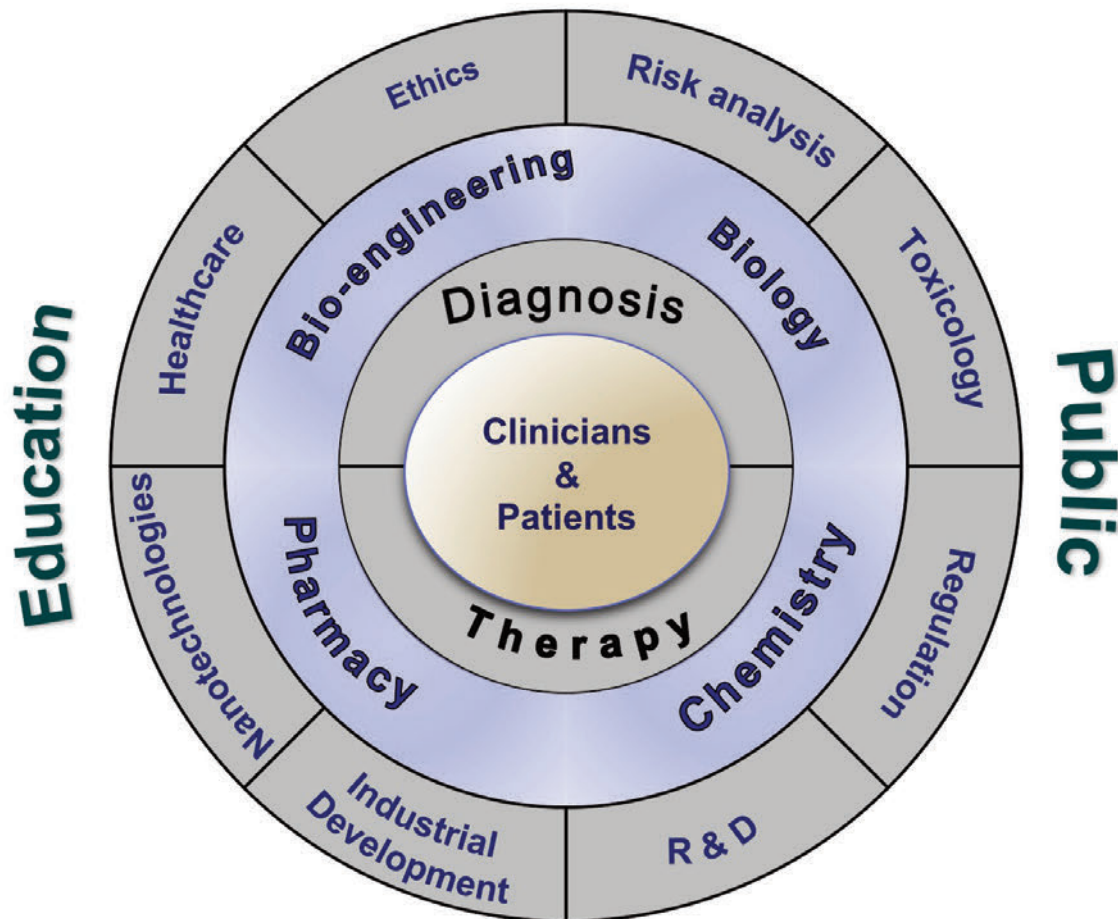 Ethics
Risk analysis
Healthcare
Bio-engineering
Biology
Toxicology
Diagnosis
Education
Clinicians
&
Patients
Public
Nanotechnologies
Pharmacy
Therapy
Chemistry
Regulation
Industrial
Development
R & D